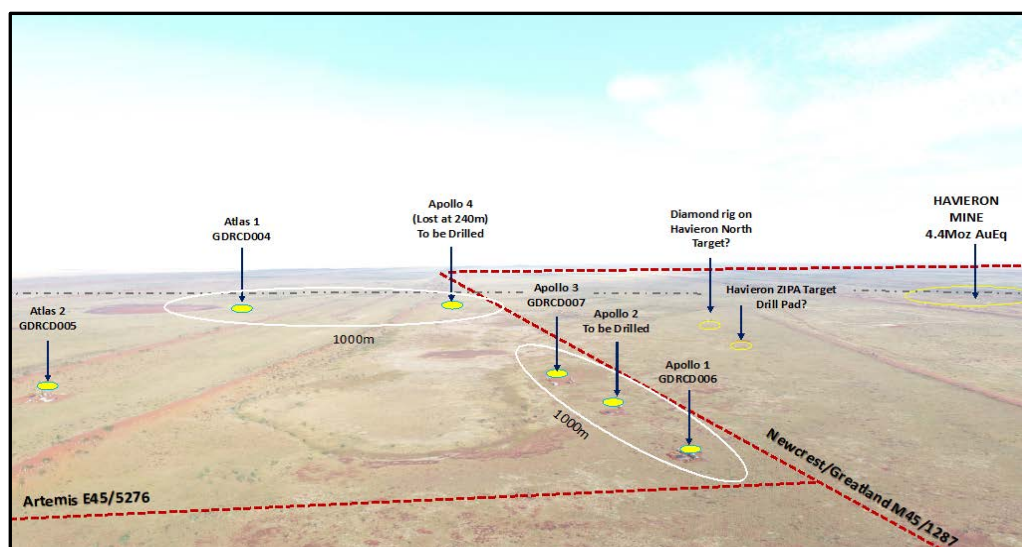 Atlas 1
GDRCD004
Apollo 4
(Lost at 240m)
To be Drilled
Diamond rig on
Havieron North
Target?
HAVIERON
MINE
4.4Moz AuEq
Atlas 2
GDRCD005
Apollo 3
GDRCD007
Havieron ZIPA Target
Drill Pad?
Apollo 2
To be Drilled
1000m
Apollo 1
GDRCD006
1000m
Artemis E45/5276
Newcrest/Greatland M45/1287